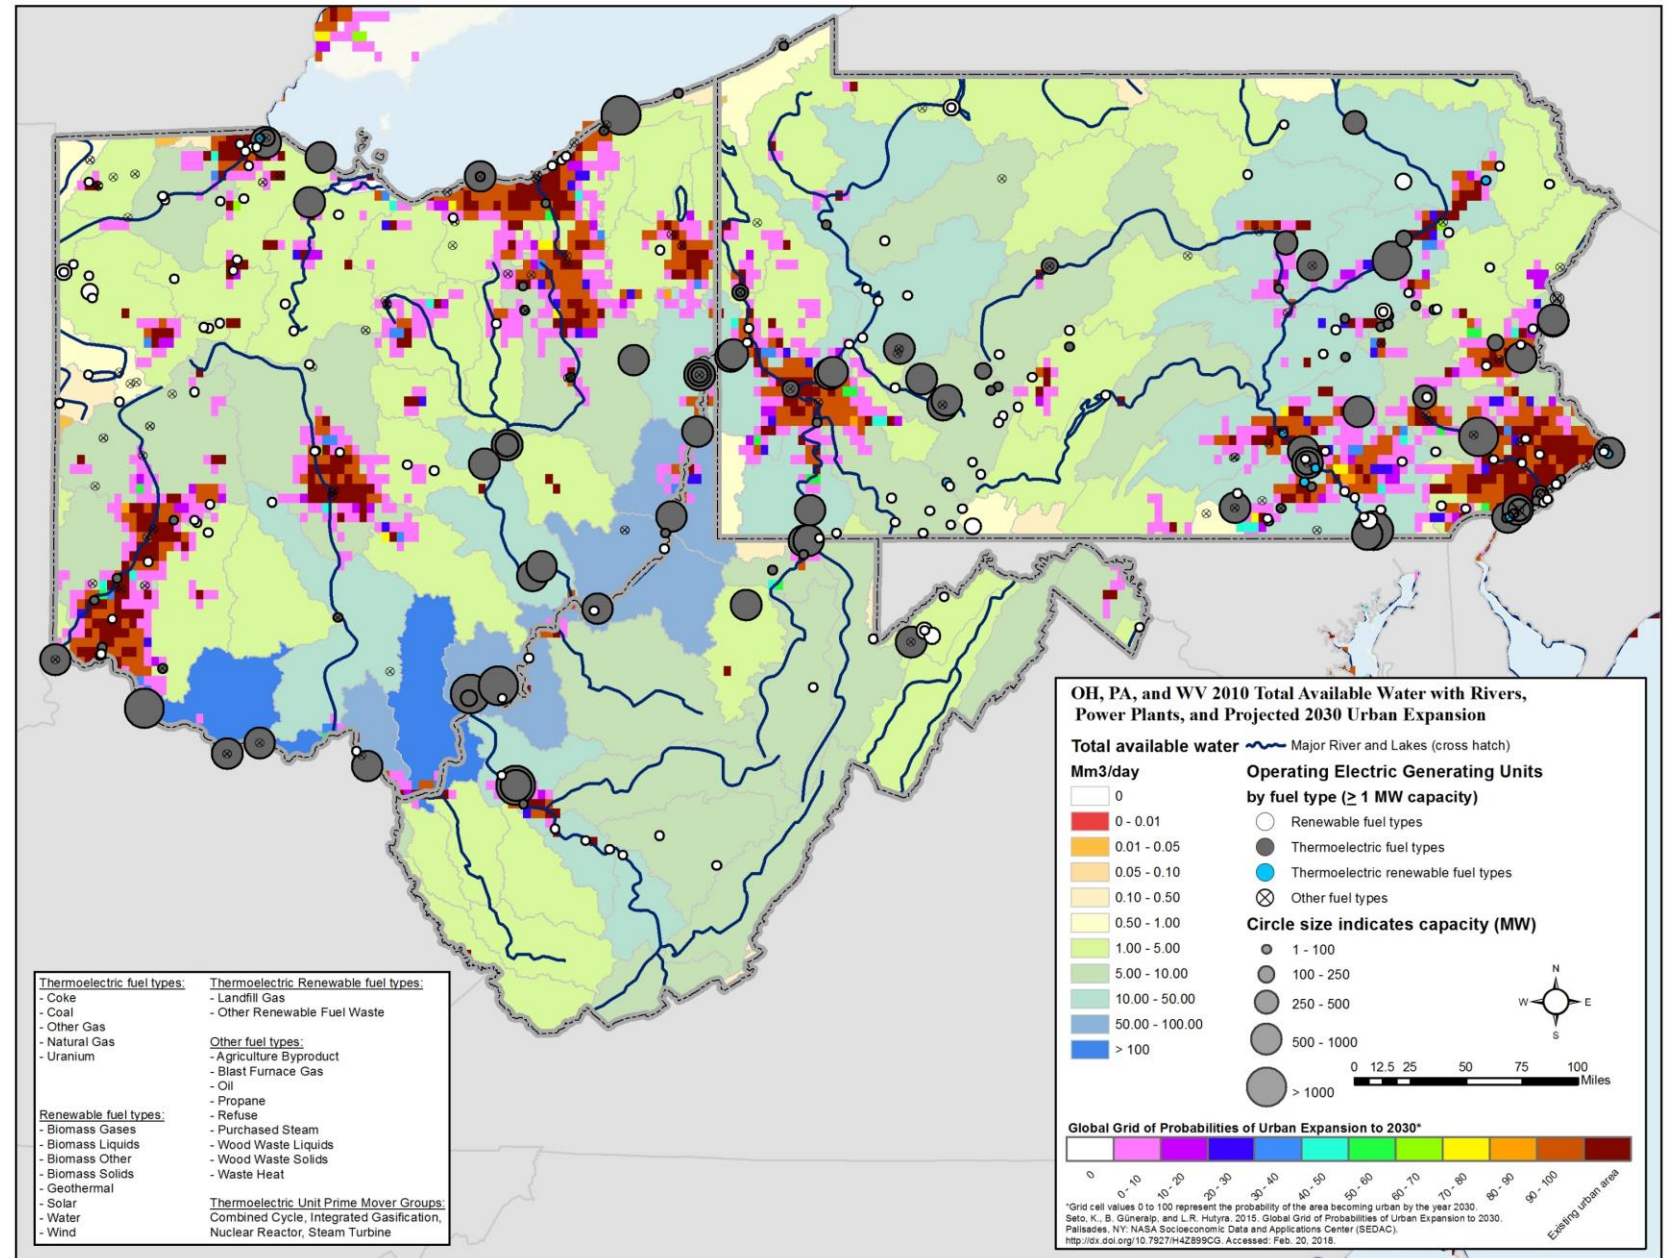 OH, PA, and WV 2010 Total Available Water with Rivers,
Power Plants, and Projected 2030 Urban Expansion
Total available water
Mm3/day
0
0 - 0.01
0.01 - 0.05
0.05 - 0.10
0.10 - 0.50
0.50 - 1.00
1.00 - 5.00
5.00 - 10.00
10.00 - 50.00
50.00 - 100.00
> 100
Major River and Lakes (cross hatch)
Operating Electric Generating Units
by fuel type (≥ 1 MW capacity)
Renewable fuel types
Thermoelectric fuel types
Thermoelectric renewable fuel types
Other fuel types
Circle size indicates capacity (MW)
1 - 100
100 - 250
250 - 500
500 - 1000
> 1000
N
W E
S
0 12.5 25 50 75 100
Miles
Global Grid of Probabilities of Urban Expansion to 2030*
0
0 - 10
10 - 20
20 - 30
30 - 40
40 - 50
50 - 60
60 - 70
70 - 80
80 - 90
90 - 100
Existing urban area
*Grid cell values 0 to 100 represent the probability of the area becoming urban by the year 2030.
Seto, K., B. Güneralp, and L.R. Hutyra. 2015. Global Grid of Probabilities of Urban Expansion to 2030.
Palisades, NY: NASA Socioeconomic Data and Applications Center (SEDAC).
http://dx.doi.org/10.7927/H4Z899CG. Accessed: Feb. 20, 2018.
Thermoelectric fuel types:
- Coke
- Coal
- Other Gas
- Natural Gas
- Uranium
Renewable fuel types:
- Biomass Gases
- Biomass Liquids
- Biomass Other
- Biomass Solids
- Geothermal
- Solar
- Water
- Wind
Thermoelectric Renewable fuel types:
- Landfill Gas
- Other Renewable Fuel Waste
Other fuel types:
- Agriculture Byproduct
- Blast Furnace Gas
- Oil
- Propane
- Refuse
- Purchased Steam
- Wood Waste Liquids
- Wood Waste Solids
- Waste Heat
Thermoelectric Unit Prime Mover Groups:
Combined Cycle, Integrated Gasification,
Nuclear Reactor, Steam Turbine